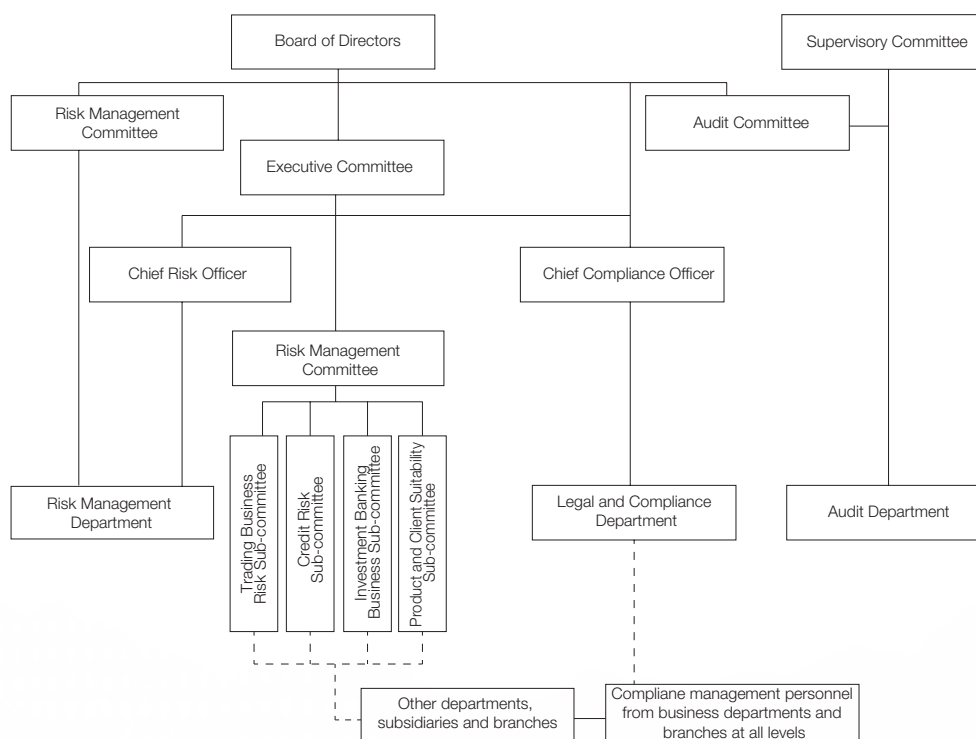 Board of Directors
Supervisory Committee
Risk Management
Committee
Audit Committee
Executive Committee
Chief Risk Officer
Chief Compliance Officer
Risk Management
Committee
Trading Business
Risk Sub-committee
Credit Risk
Sub-committee
Investment Banking
Business Sub-committee
Product and Client Suitability
Sub-committee
Risk Management
Department
Legal and Compliance
Department
Audit Department
Other departments,
subsidiaries and branches
Compliane management personnel
from business departments and
branches at all levels